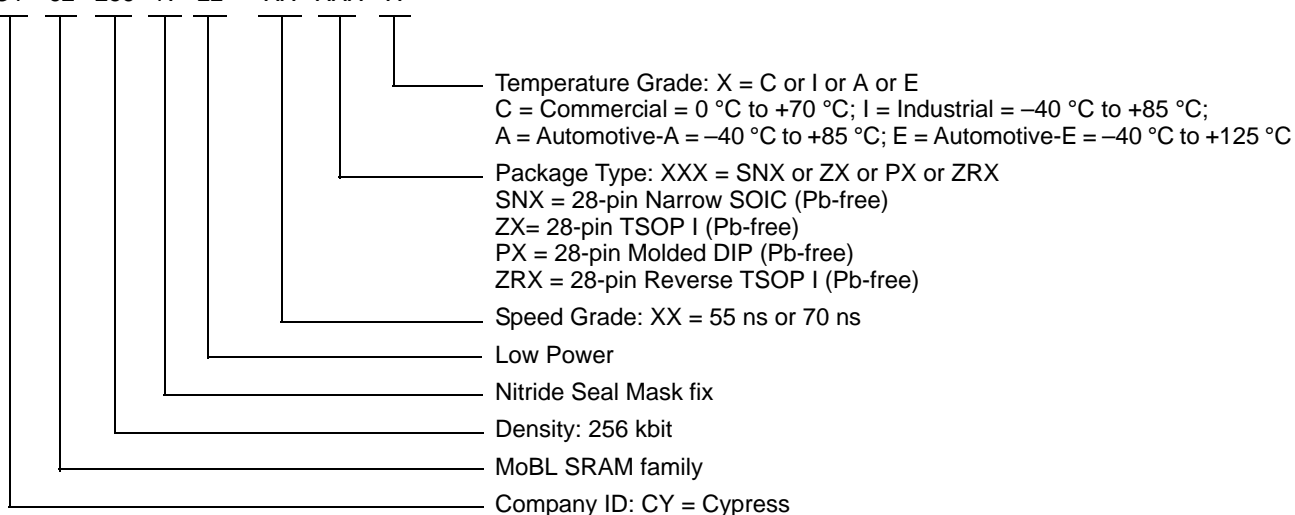 Temperature Grade: X = C or I or A or E
C = Commercial = 0 °C to +70 °C; I = Industrial = –40 °C to +85 °C;
A = Automotive-A = –40 °C to +85 °C; E = Automotive-E = –40 °C to +125 °C
Package Type: XXX = SNX or ZX or PX or ZRX
SNX = 28-pin Narrow SOIC (Pb-free)
ZX= 28-pin TSOP I (Pb-free)
PX = 28-pin Molded DIP (Pb-free)
ZRX = 28-pin Reverse TSOP I (Pb-free)
Speed Grade: XX = 55 ns or 70 ns
Low Power
Nitride Seal Mask fix
Density: 256 kbit
MoBL SRAM family
Company ID: CY = Cypress